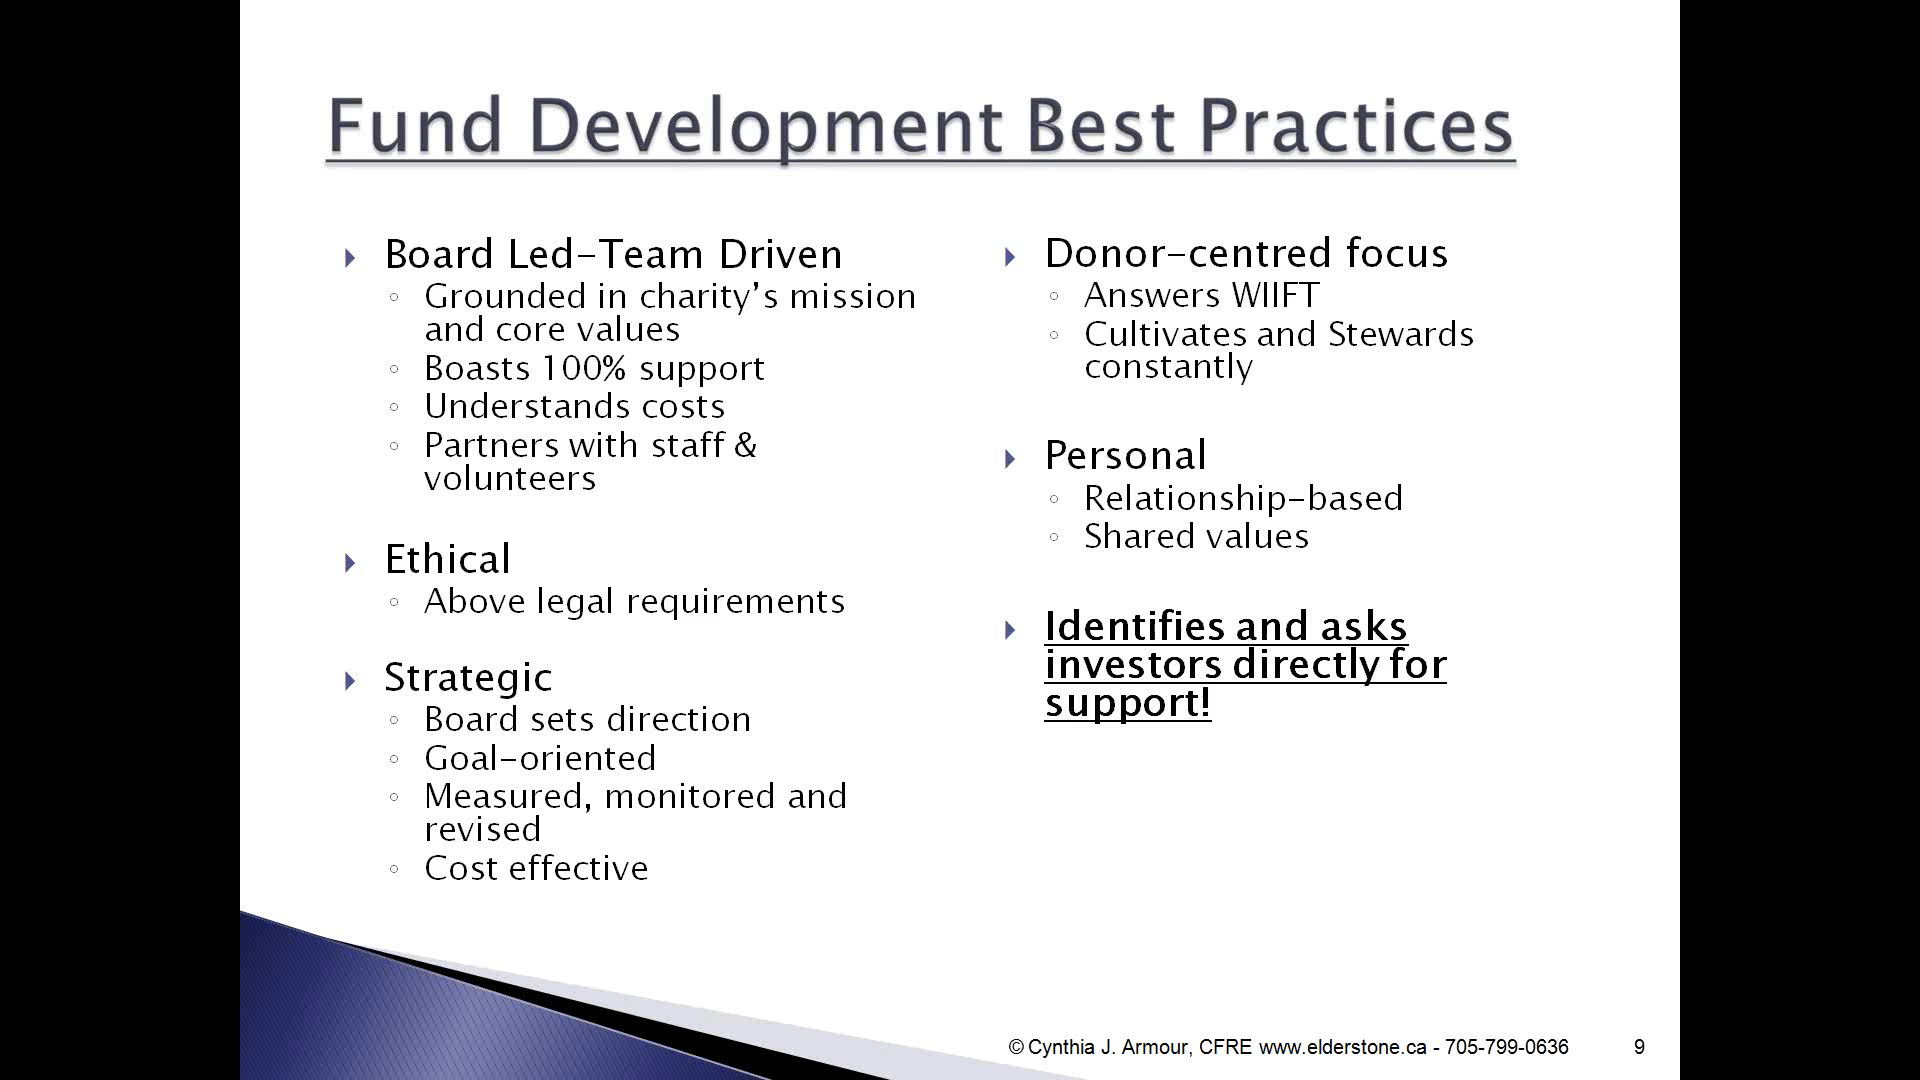 Fund Development Best Practices
Board Led-Team Driven
Grounded in charity's mission
and core values
Boasts 100% support
Understands costs
Partners with staff &
volunteers
Ethical
Above legal requirements
Strategic
Board sets direction
Goal-oriented
Measured, monitored and
revised
Cost effective
Donor-centred focus
Answers WIIFT
Cultivates and Stewards
constantly
Personal
Relationship-based
Shared values
Identifies and asks
investors directly for
support!
© Cynthia J. Armour, CFRE www.elderstone.ca - 705-799-0636 9